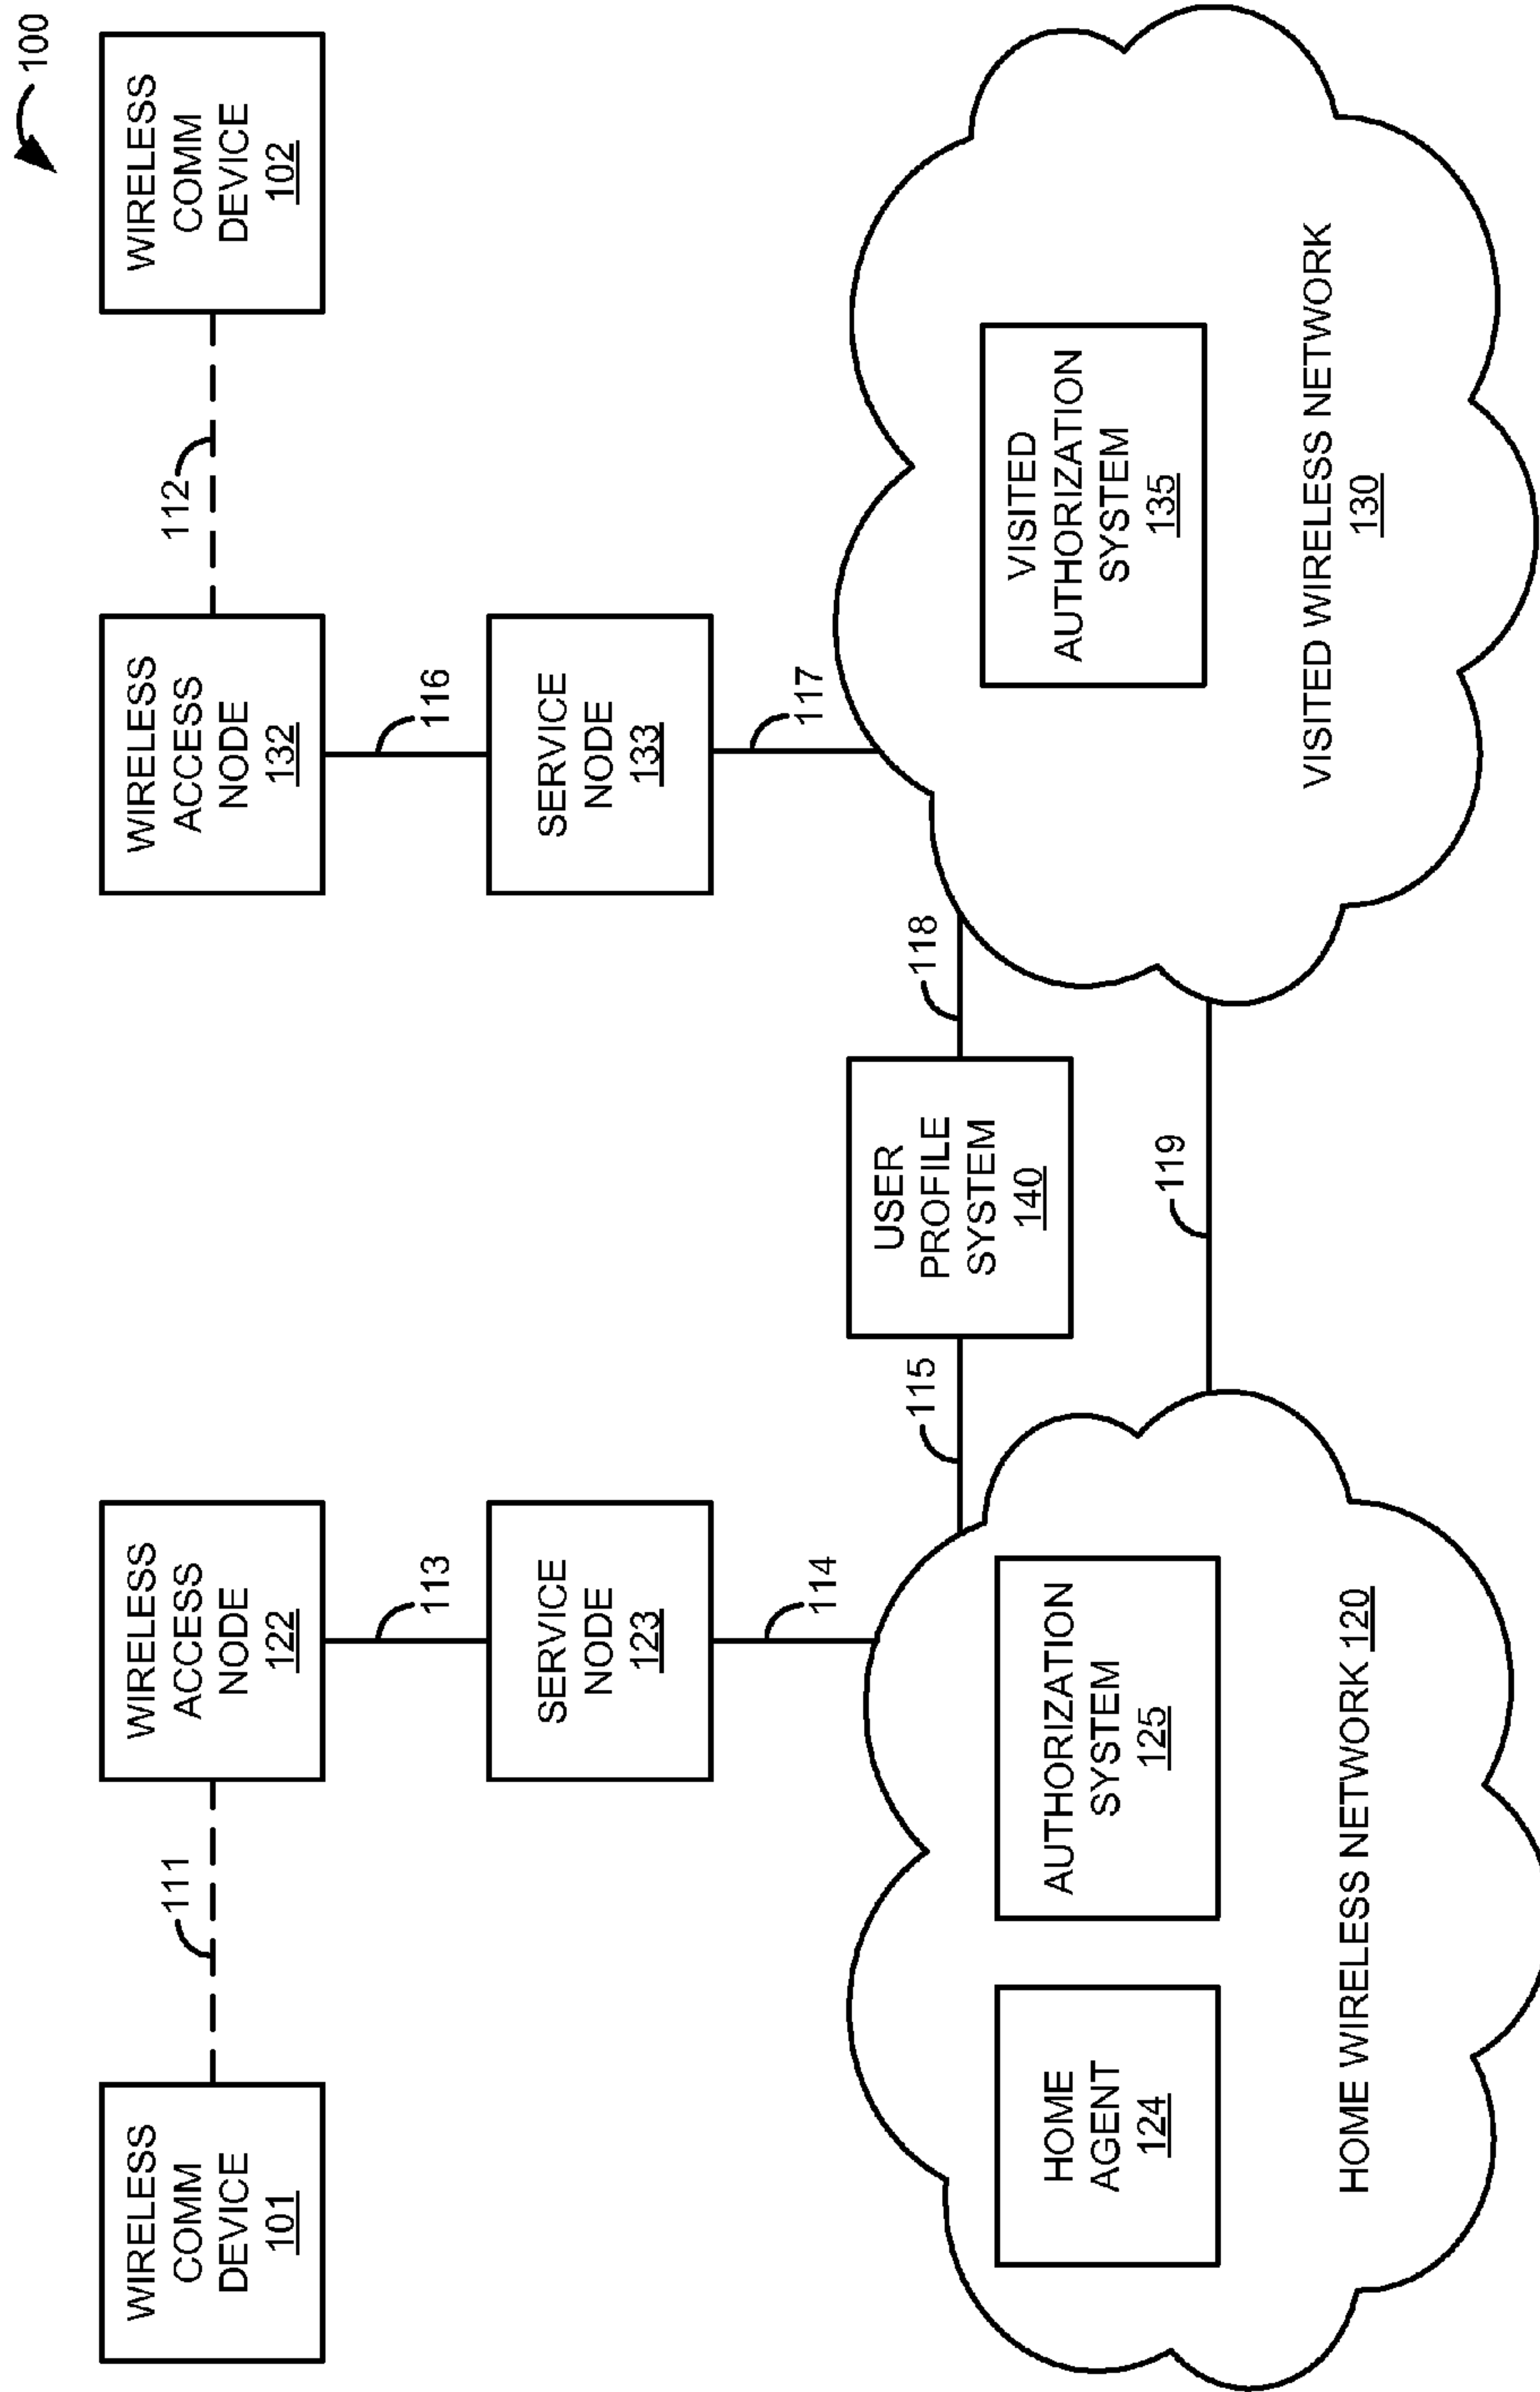 100
WIRELESS
COMM
DEVICE
101
111
WIRELESS
ACCESS
NODE
122
WIRELESS
ACCESS
NODE
132
112
WIRELESS
COMM
DEVICE
102
113
116
SERVICE
NODE
123
SERVICE
NODE
133
114
117
115
USER
PROFILE
SYSTEM
140
118
119
HOME
AGENT
124
AUTHORIZATION
SYSTEM
125
HOME WIRELESS NETWORK 120
VISITED
AUTHORIZATION
SYSTEM
135
VISITED WIRELESS NETWORK
130